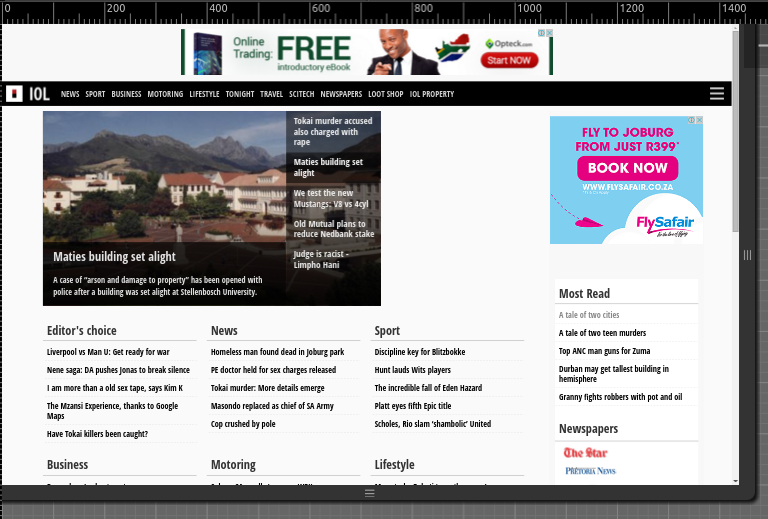 0 200 400 600 800 1000 1200 1400
Online
Trading:
FREE
introductory eBook
Opteck.com
Start NOW
IOL NEWS SPORT BUSINESS MOTORING LIFESTYLE TONIGHT TRAVEL SCITECH NEWSPAPERS LOOT SHOP IOL PROPERTY
Tokai murder accused
also charged with
rape
Maties building set
alight
We test the new
Mustangs: V8 vs 4cyl
Old Mutual plans to
reduce Nedbank stake
Judge is racist -
Limpho Hani
Maties building set alight
A case of "arson and damage to property" has been opened with
police after a building was set alight at Stellenbosch University.
FLY TO JOBURG
FROM JUST R399*
BOOK NOW
WWW.FLYSAFAIR.CO.ZA
FlySafair
Editor's choice
Liverpool vs Man U: Get ready for war
Nene saga: DA pushes Jonas to break silence
I am more than a old sex tape, says Kim K
The Mzansi Experience, thanks to Google
Maps
Have Tokai killers been caught?
News
Homeless man found dead in Joburg park
PE doctor held for sex charges released
Tokai murder: More details emerge
Masondo replaced as chief of SA Army
Cop crushed by pole
Sport
Discipline key for Blitzbokke
Hunt lauds Wits players
The incredible fall of Eden Hazard
Platt eyes fifth Epic title
Scholes, Rio slam 'shambolic' United
Most Read
A tale of two cities
A tale of two teen murders
Top ANC man guns for Zuma
Durban may get tallest building in
hemisphere
Granny fights robbers with pot and oil
Newspapers
The Star
PRETORIA NEWS
Business
Motoring
Lifestyle